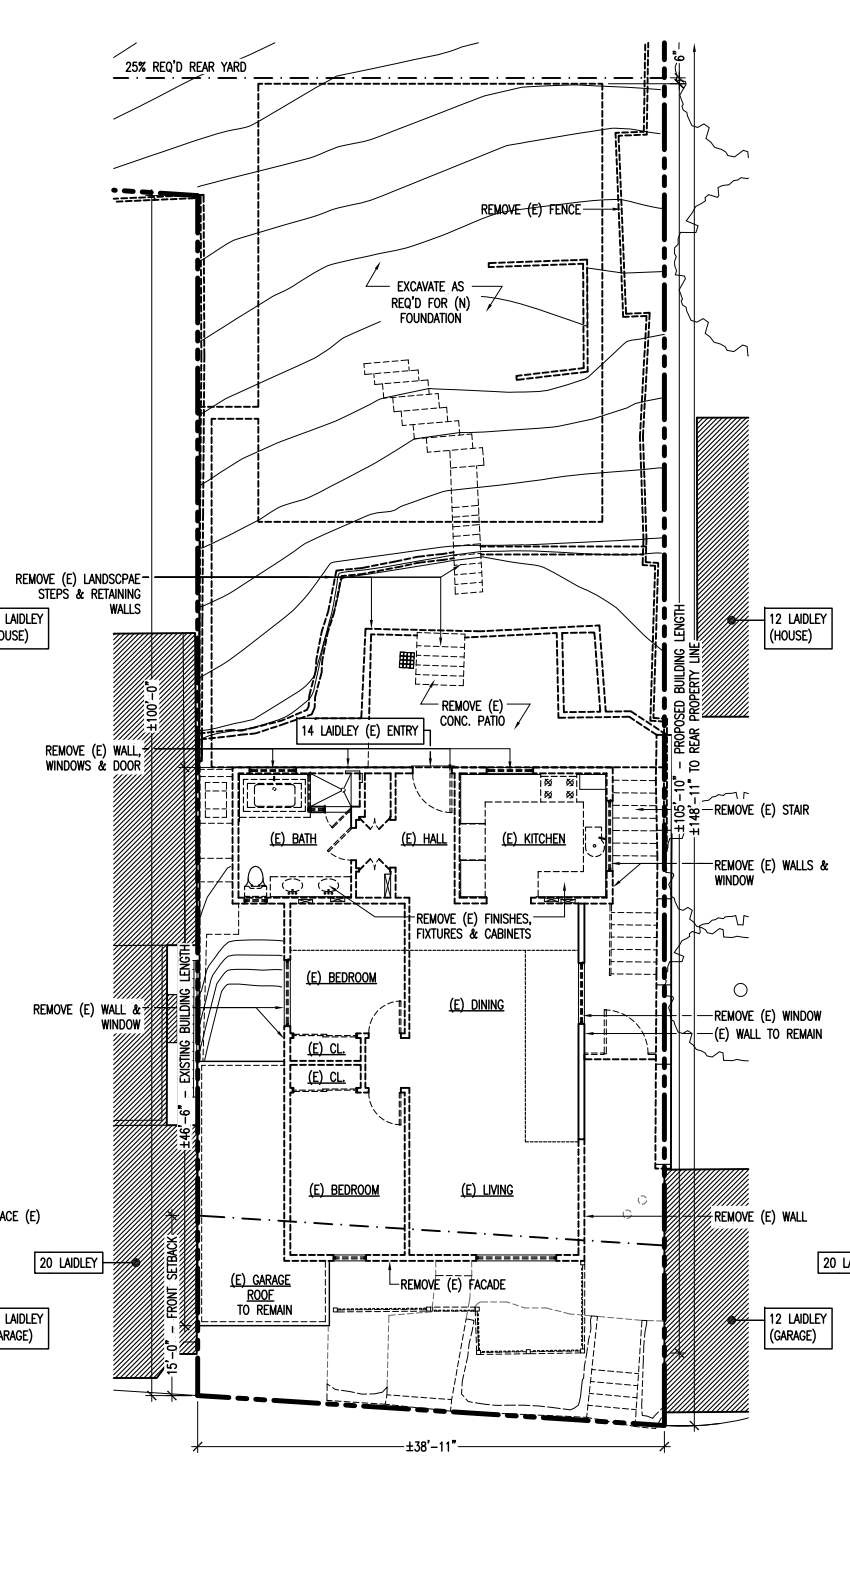 25% REQ'D REAR YARD
6"
REMOVE (E) FENCE
EXCAVATE AS
REQ'D FOR (N)
FOUNDATION
REMOVE (E) LANDSCPAE
STEPS & RETAINING
WALLS
LAIDLEY
OUSE)
12 LAIDLEY
(HOUSE)
±100'-0"
±105'-10" - PROPOSED BUILDING LENGTH
±148'-11" TO REAR PROPERTY LINE
REMOVE (E)
CONC. PATIO
14 LAIDLEY (E) ENTRY
REMOVE (E) WALL,
WINDOWS & DOOR
REMOVE (E) STAIR
(E) BATH
(E) HALL
(E) KITCHEN
REMOVE (E) WALLS &
WINDOW
REMOVE (E) FINISHES,
FIXTURES & CABINETS
(E) BEDROOM
(E) DINING
REMOVE (E) WALL &
WINDOW
REMOVE (E) WINDOW
(E) WALL TO REMAIN
(E) CL.
(E) CL.
±46'-6" - EXISTING BUILDING LENGTH
(E) BEDROOM
(E) LIVING
ACE (E)
REMOVE (E) WALL
20 LAIDLEY
20 LA
15'-0" - FRONT SETBACK
(E) GARAGE
ROOF
TO REMAIN
REMOVE (E) FACADE
LAIDLEY
ARAGE)
12 LAIDLEY
(GARAGE)
±38'-11"